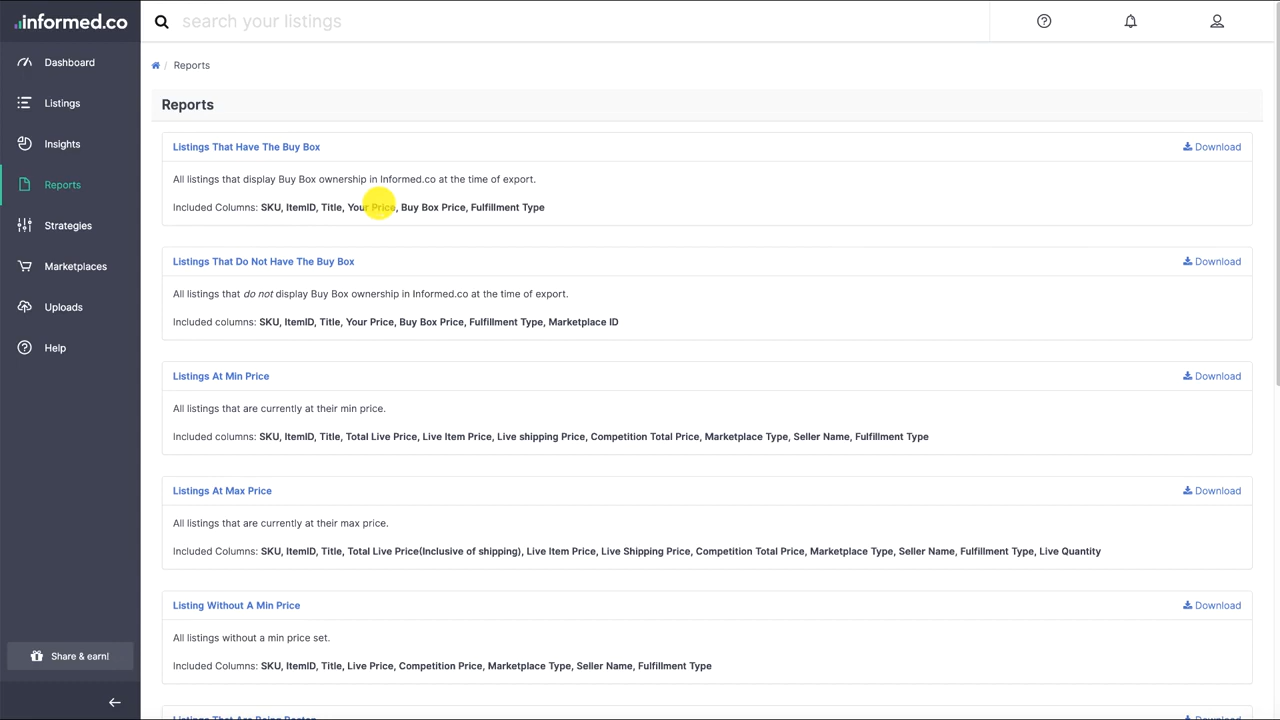 informed.co
search your listings
Dashboard
Listings
Insights
Reports
Strategies
Marketplaces
Uploads
Help
Share & earn!
/ Reports
Reports
Listings That Have The Buy Box
Download
All listings that display Buy Box ownership in Informed.co at the time of export.
Included Columns: SKU, ItemID, Title, Your Price, Buy Box Price, Fulfillment Type
Listings That Do Not Have The Buy Box
Download
All listings that do not display Buy Box ownership in Informed.co at the time of export.
Included columns: SKU, ItemID, Title, Your Price, Buy Box Price, Fulfillment Type, Marketplace ID
Listings At Min Price
Download
All listings that are currently at their min price.
Included columns: SKU, ItemID, Title, Total Live Price, Live Item Price, Live shipping Price, Competition Total Price, Marketplace Type, Seller Name, Fulfillment Type
Listings At Max Price
Download
All listings that are currently at their max price.
Included Columns: SKU, ItemID, Title, Total Live Price(Inclusive of shipping), Live Item Price, Live Shipping Price, Competition Total Price, Marketplace Type, Seller Name, Fulfillment Type, Live Quantity
Listing Without A Min Price
Download
All listings without a min price set.
Included Columns: SKU, ItemID, Title, Live Price, Competition Price, Marketplace Type, Seller Name, Fulfillment Type